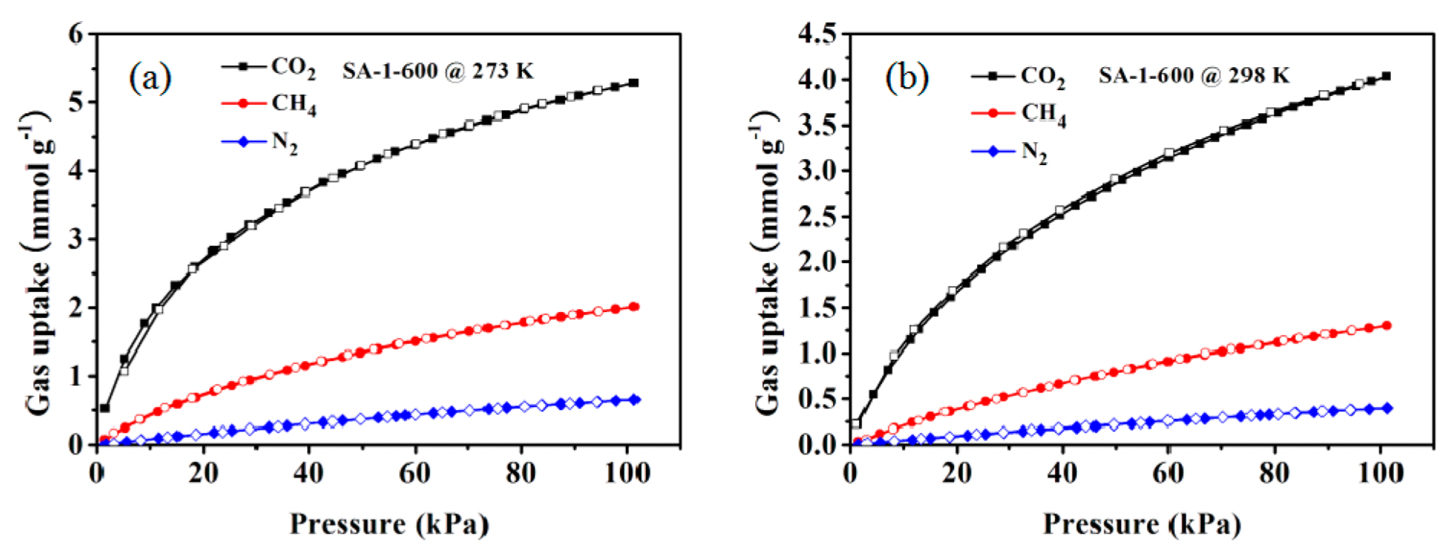 (a)
CO2
CH4
N2
SA-1-600 @ 273 K
Gas uptake (mmol g-1)
6
5
4
3
2
1
0
0 20 40 60 80 100
Pressure (kPa)
(b)
CO2
CH4
N2
SA-1-600 @ 298 K
Gas uptake (mmol g-1)
4.5
4.0
3.5
3.0
2.5
2.0
1.5
1.0
0.5
0.0
0 20 40 60 80 100
Pressure (kPa)